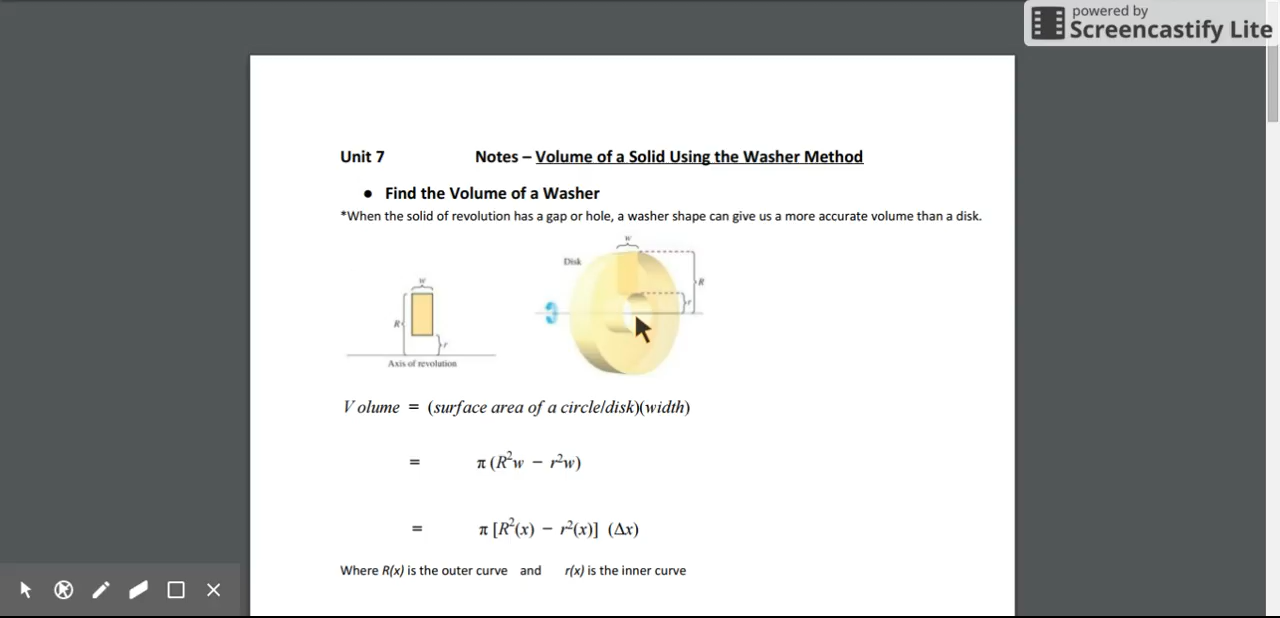 powered by
Screencastify Lite
Unit 7 Notes – Volume of a Solid Using the Washer Method
● Find the Volume of a Washer
*When the solid of revolution has a gap or hole, a washer shape can give us a more accurate volume than a disk.
w
R
r
Axis of revolution
w
Disk
R
r
Volume = (surface area of a circle/disk)(width)
= π (R²w − r²w)
= π [R²(x) − r²(x)] (Δx)
Where R(x) is the outer curve and r(x) is the inner curve